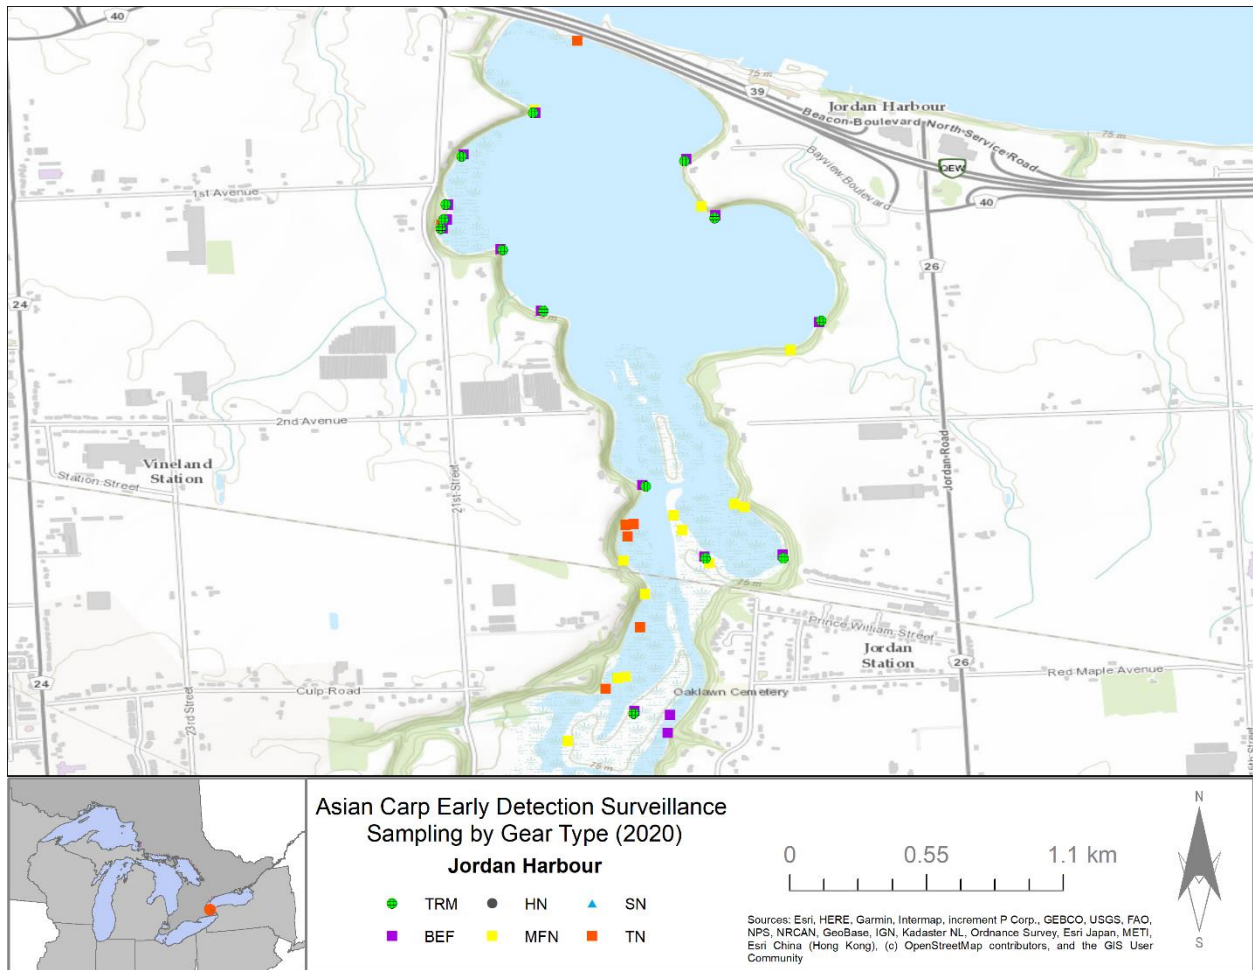 40
75 m
39
Jordan Harbour
Beacon Boulevard North Service Road
Bayview Boulevard
QEW
40
1st Avenue
26
24
75 m
2nd Avenue
Vineland
Station
Station Street
21st Street
Jordan Road
75 m
Prince William Street
Jordan
Station
26
Red Maple Avenue
24
Culp Road
Oaklawn Cemetery
23rd Street
75 m
Asian Carp Early Detection Surveillance
Sampling by Gear Type (2020)
Jordan Harbour
TRM HN SN
BEF MFN TN
0 0.55 1.1 km
N
S
Sources: Esri, HERE, Garmin, Intermap, increment P Corp., GEBCO, USGS, FAO,
NPS, NRCAN, GeoBase, IGN, Kadaster NL, Ordnance Survey, Esri Japan, METI,
Esri China (Hong Kong), (c) OpenStreetMap contributors, and the GIS User
Community